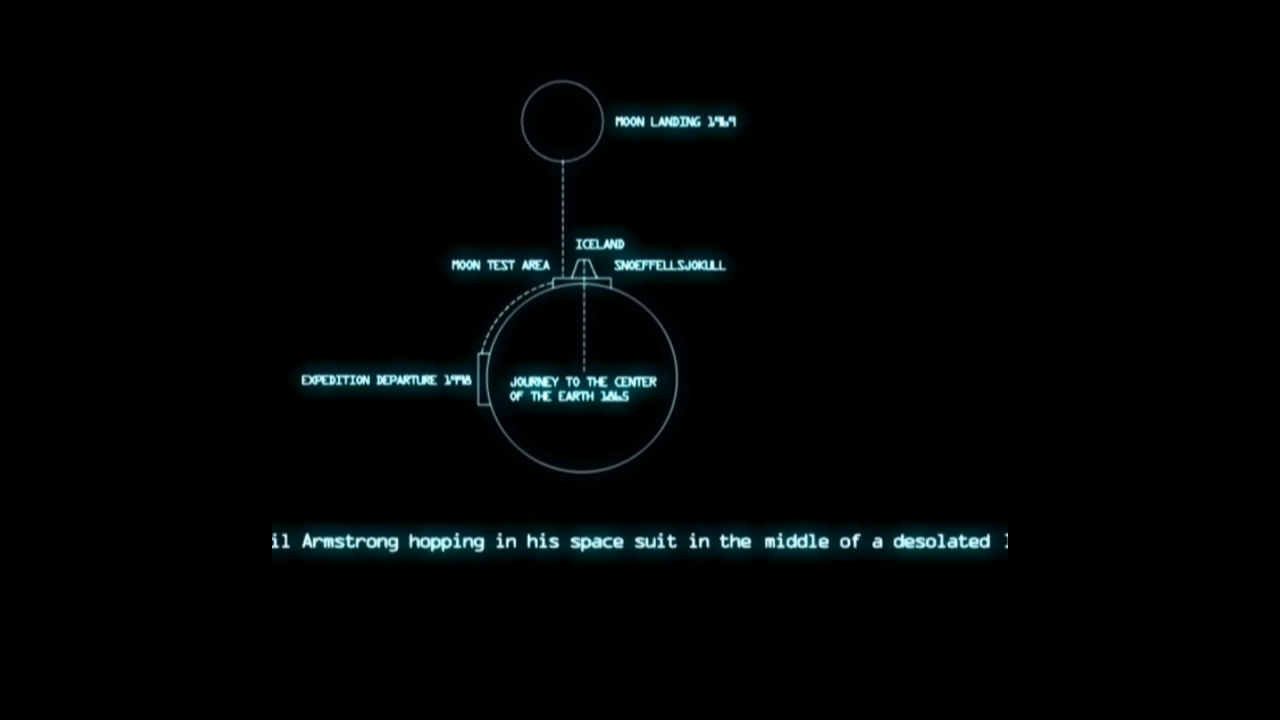 MOON LANDING 1969
ICELAND
MOON TEST AREA
SNOEFFELLSJOKULL
EXPEDITION DEPARTURE 1998
JOURNEY TO THE CENTER
OF THE EARTH 1865
il Armstrong hopping in his space suit in the middle of a desolated